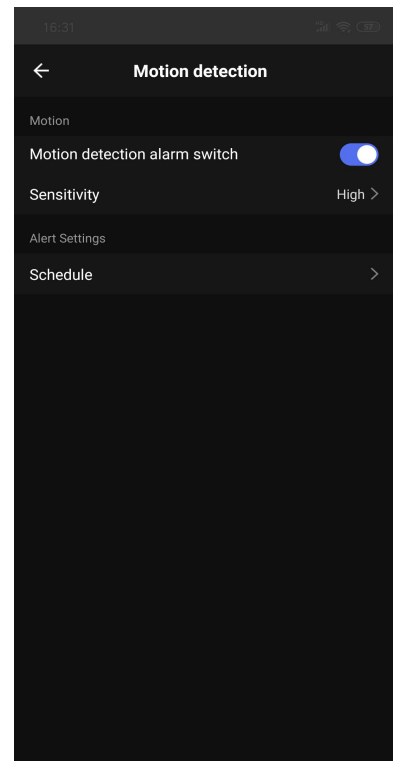 16:31
Motion detection
Motion
Motion detection alarm switch
Sensitivity High >
Alert Settings
Schedule >